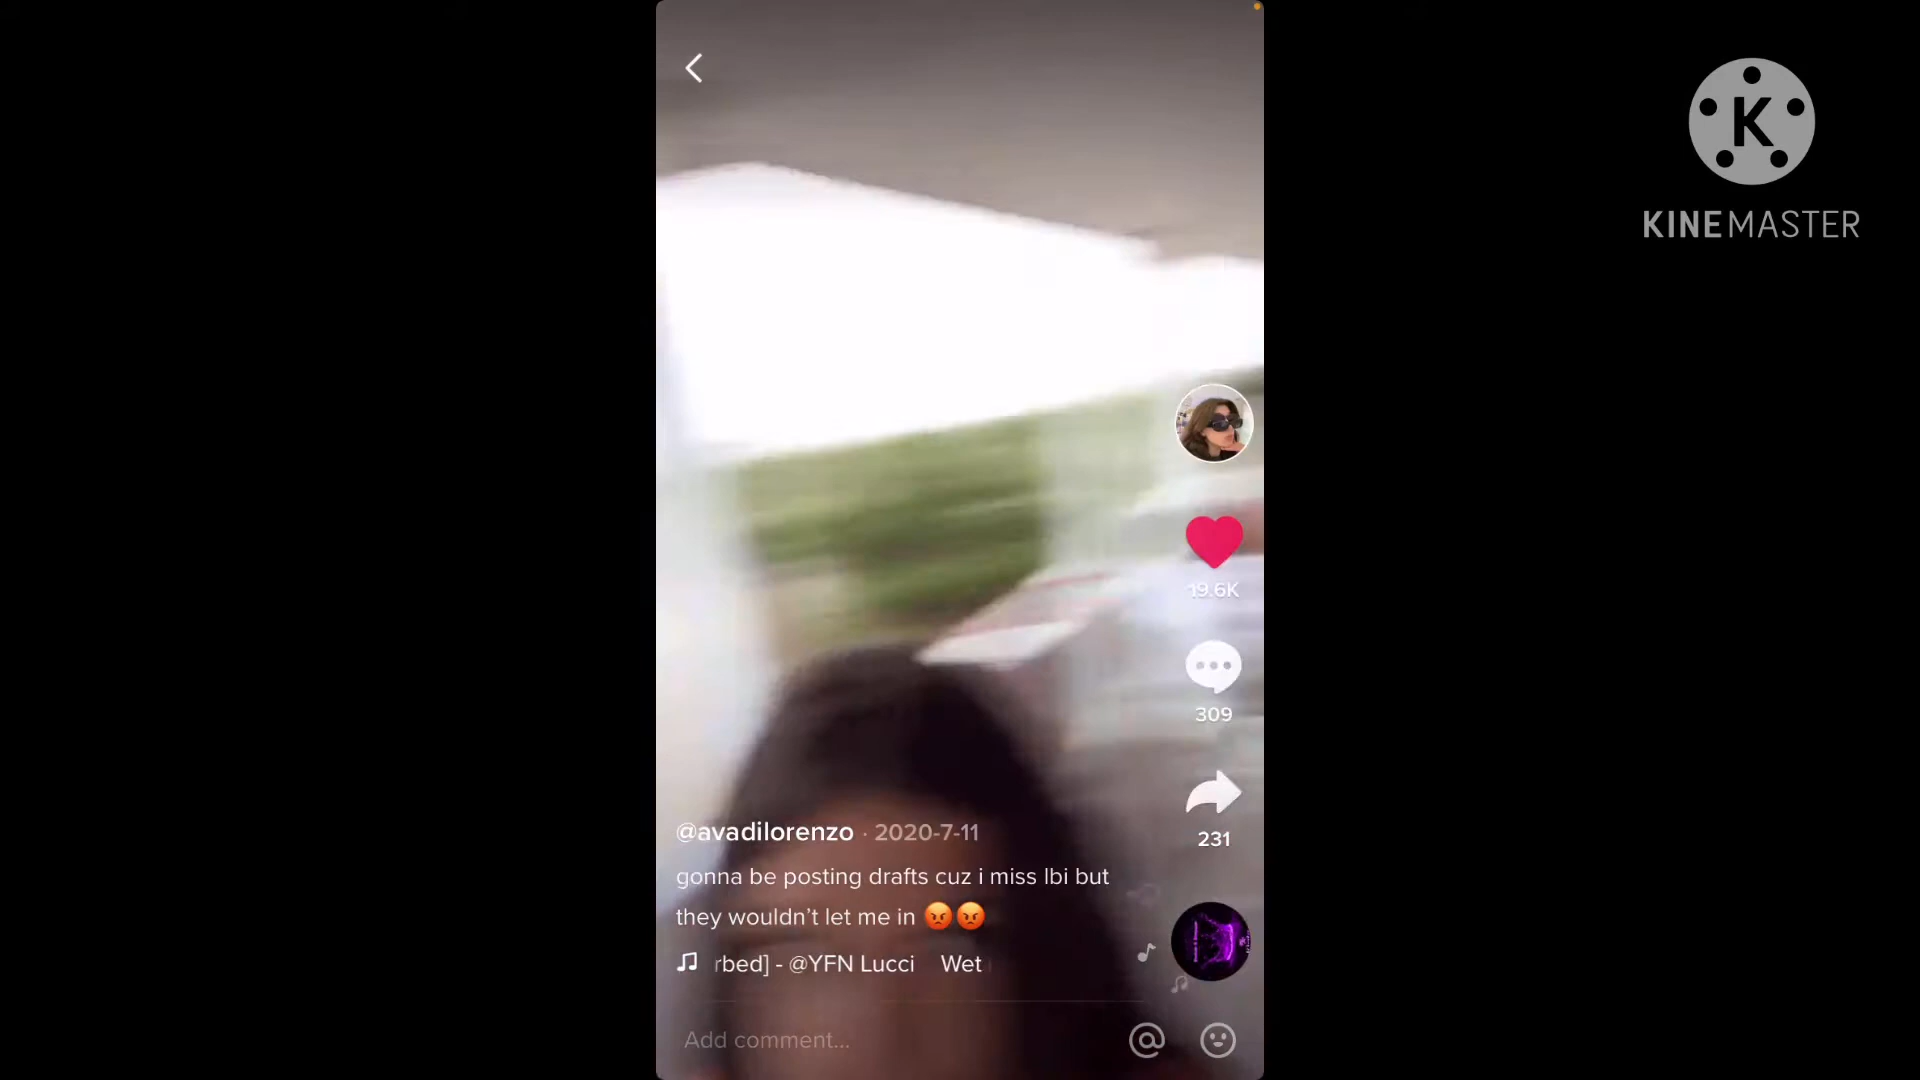 K
KINEMASTER
19.6K
309
231
@avadilorenzo · 2020-7-11
gonna be posting drafts cuz i miss lbi but
they wouldn't let me in 😡😡
rbed] - @YFN Lucci Wet
Add comment...